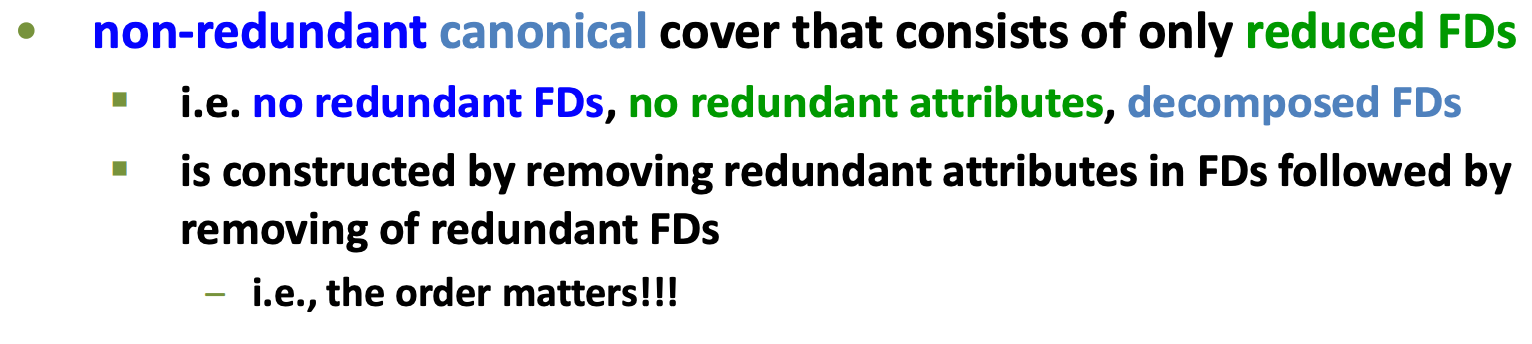 • non-redundant canonical cover that consists of only reduced FDs
▪ i.e. no redundant FDs, no redundant attributes, decomposed FDs
▪ is constructed by removing redundant attributes in FDs followed by
removing of redundant FDs
– i.e., the order matters!!!